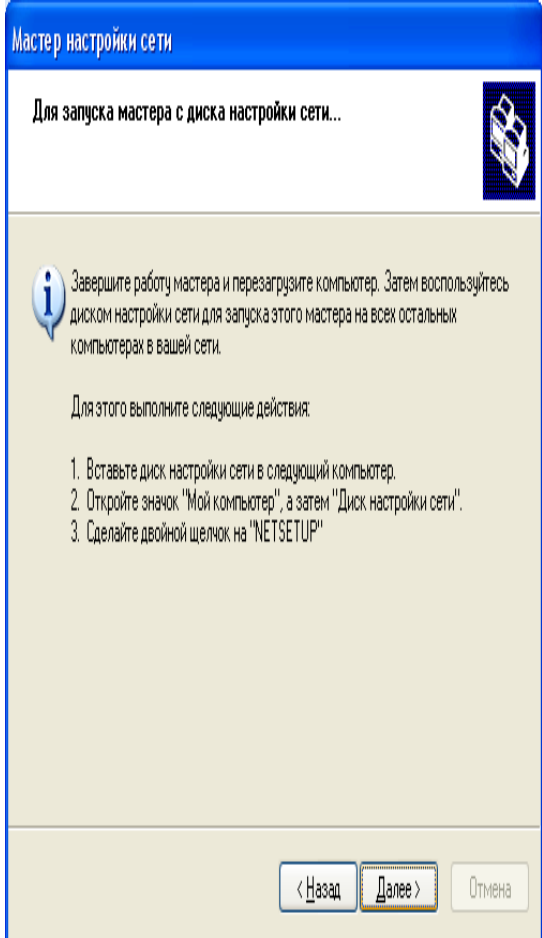 Мастер настройки сети
Для запуска мастера с диска настройки сети...
Завершите работу мастера и перезагрузите компьютер. Затем воспользуйтесь
диском настройки сети для запуска этого мастера на всех остальных
компьютерах в вашей сети.
Для этого выполните следующие действия:
1. Вставьте диск настройки сети в следующий компьютер.
2. Откройте значок "Мой компьютер", а затем "Диск настройки сети".
3. Сделайте двойной щелчок на "NETSETUP"
< Назад Далее > Отмена